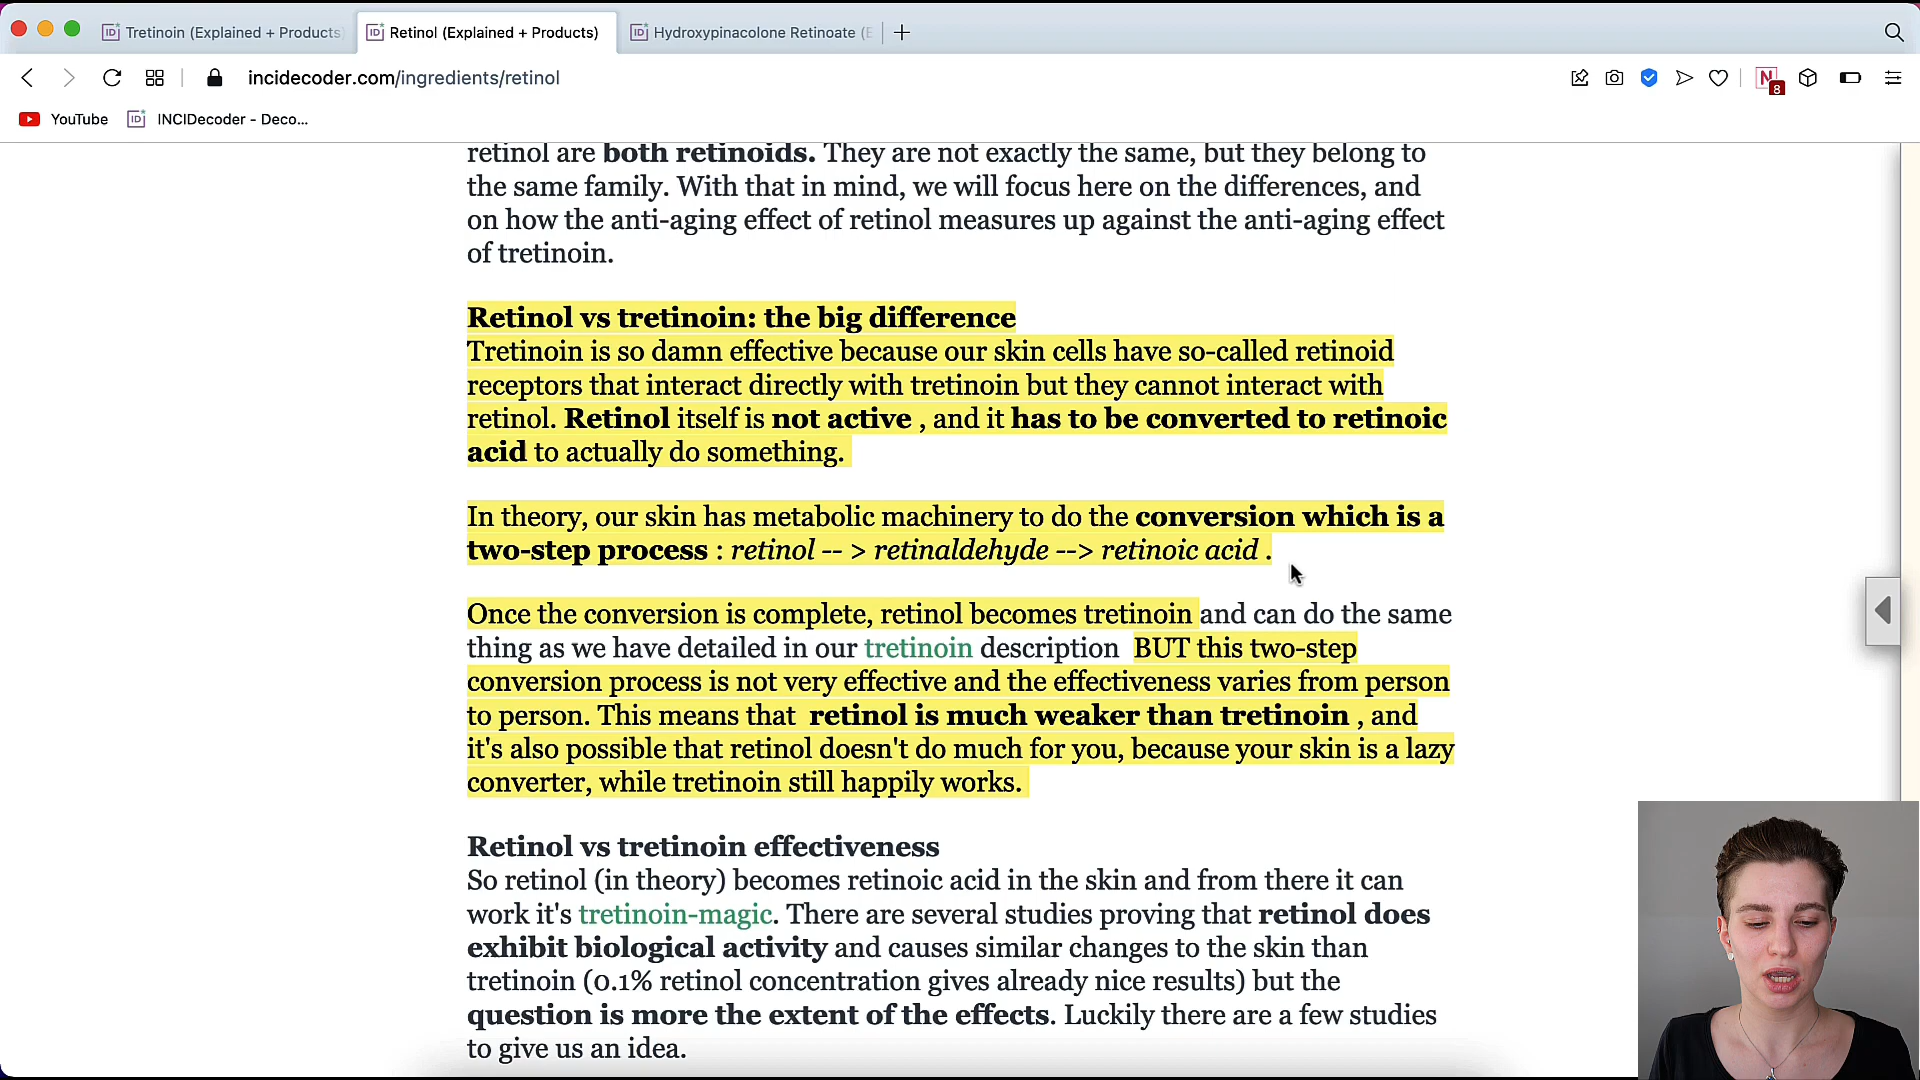 Tretinoin (Explained + Products)
Retinol (Explained + Products)
Hydroxypinacolone Retinoate (E
incidecoder.com/ingredients/retinol
N
8
YouTube
INCIDecoder - Deco...
retinol are both retinoids. They are not exactly the same, but they belong to
the same family. With that in mind, we will focus here on the differences, and
on how the anti-aging effect of retinol measures up against the anti-aging effect
of tretinoin.
Retinol vs tretinoin: the big difference
Tretinoin is so damn effective because our skin cells have so-called retinoid
receptors that interact directly with tretinoin but they cannot interact with
retinol. Retinol itself is not active , and it has to be converted to retinoic
acid to actually do something.
In theory, our skin has metabolic machinery to do the conversion which is a
two-step process : retinol -- > retinaldehyde --> retinoic acid .
Once the conversion is complete, retinol becomes tretinoin and can do the same
thing as we have detailed in our tretinoin description BUT this two-step
conversion process is not very effective and the effectiveness varies from person
to person. This means that retinol is much weaker than tretinoin , and
it's also possible that retinol doesn't do much for you, because your skin is a lazy
converter, while tretinoin still happily works.
Retinol vs tretinoin effectiveness
So retinol (in theory) becomes retinoic acid in the skin and from there it can
work it's tretinoin-magic. There are several studies proving that retinol does
exhibit biological activity and causes similar changes to the skin than
tretinoin (0.1% retinol concentration gives already nice results) but the
question is more the extent of the effects. Luckily there are a few studies
to give us an idea.